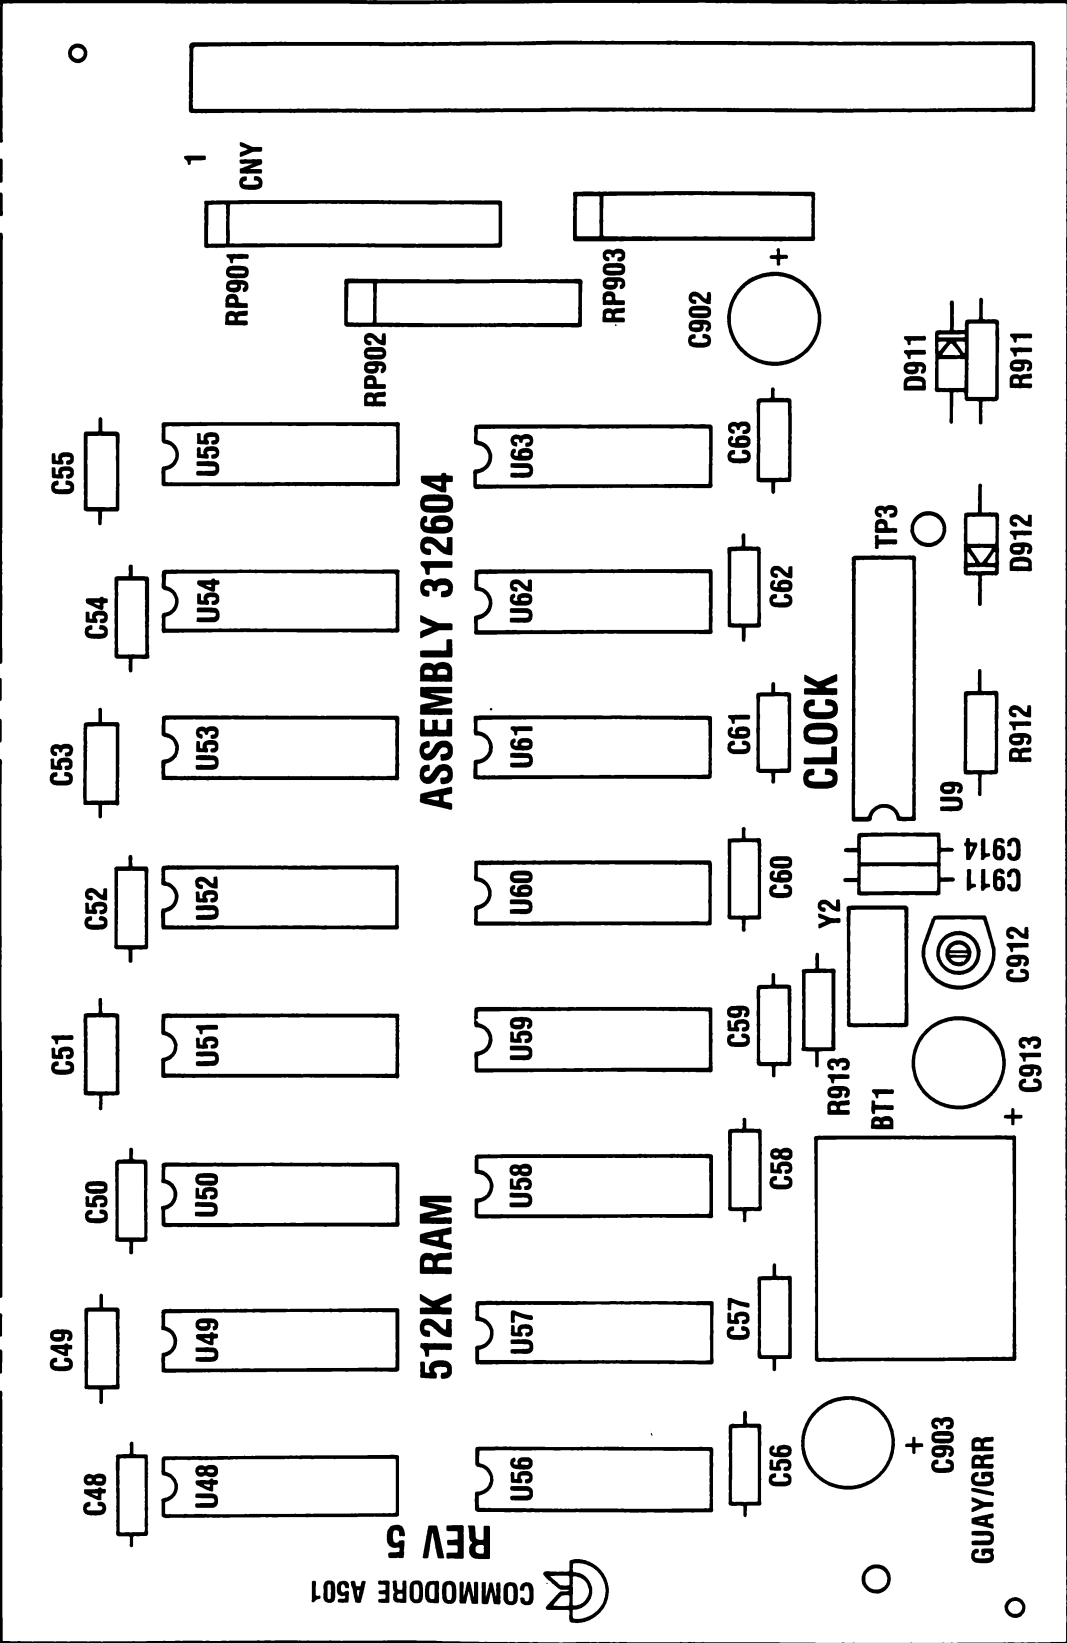 1
CNY
RP901
RP903
RP902
C902
D911
R911
C55
U55
U63
C63
ASSEMBLY 312604
TP3
D912
C54
U54
U62
C62
C53
U53
U61
C61
CLOCK
R912
U9
C914
C911
C52
U52
U60
C60
Y2
C912
C51
U51
U59
C59
R913
C913
BT1
C50
U50
U58
C58
512K RAM
C49
U49
U57
C57
C48
U48
U56
C56
C903
GUAY/GRR
REV 5
COMMODORE A501